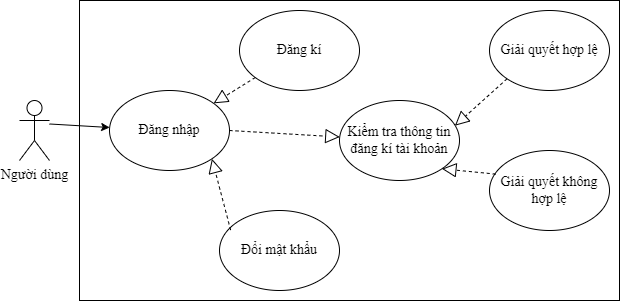 Đăng kí
Giải quyết hợp lệ
Đăng nhập
Kiểm tra thông tin
đăng kí tài khoản
Người dùng
Giải quyết không
hợp lệ
Đổi mật khẩu